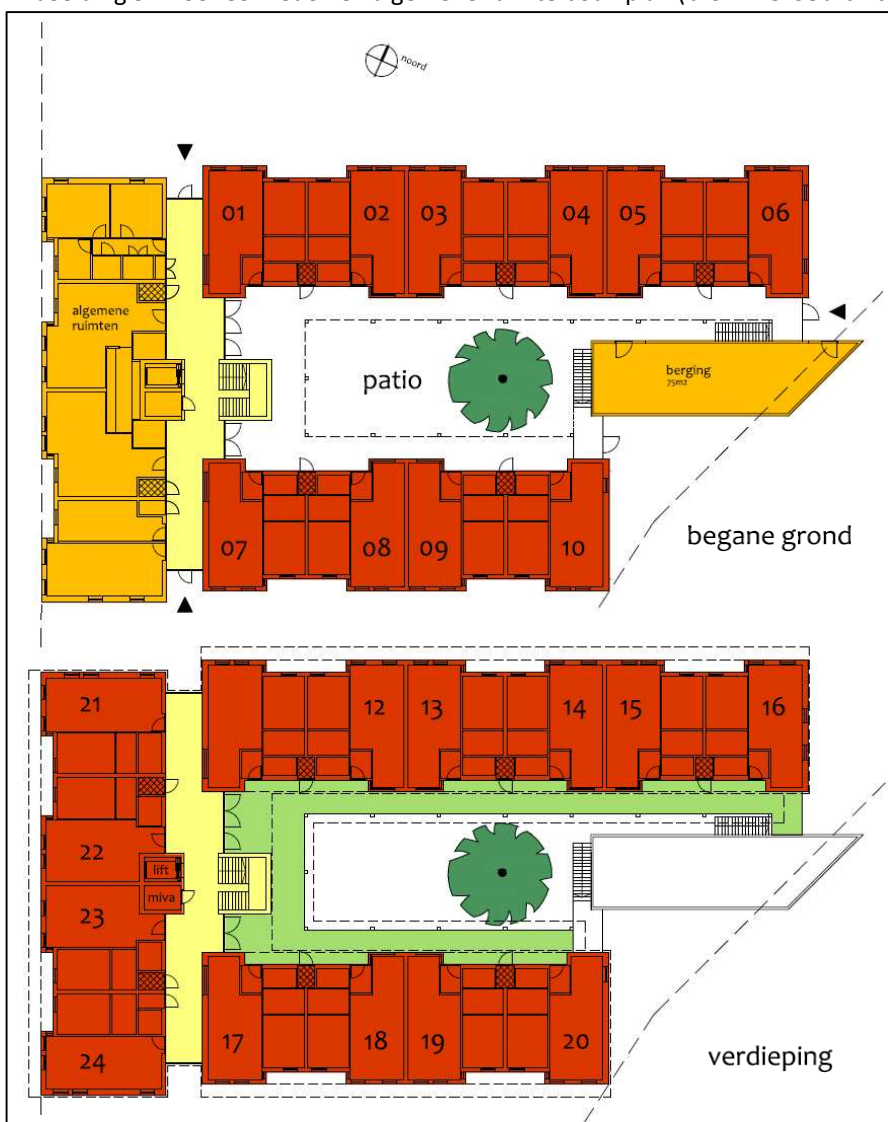 noord
01 02 03 04 05 06
algemene
ruimten
patio
berging
75m2
07 08 09 10
begane grond
21 12 13 14 15 16
22
lift
23
miva
17 18 19 20
24
verdieping